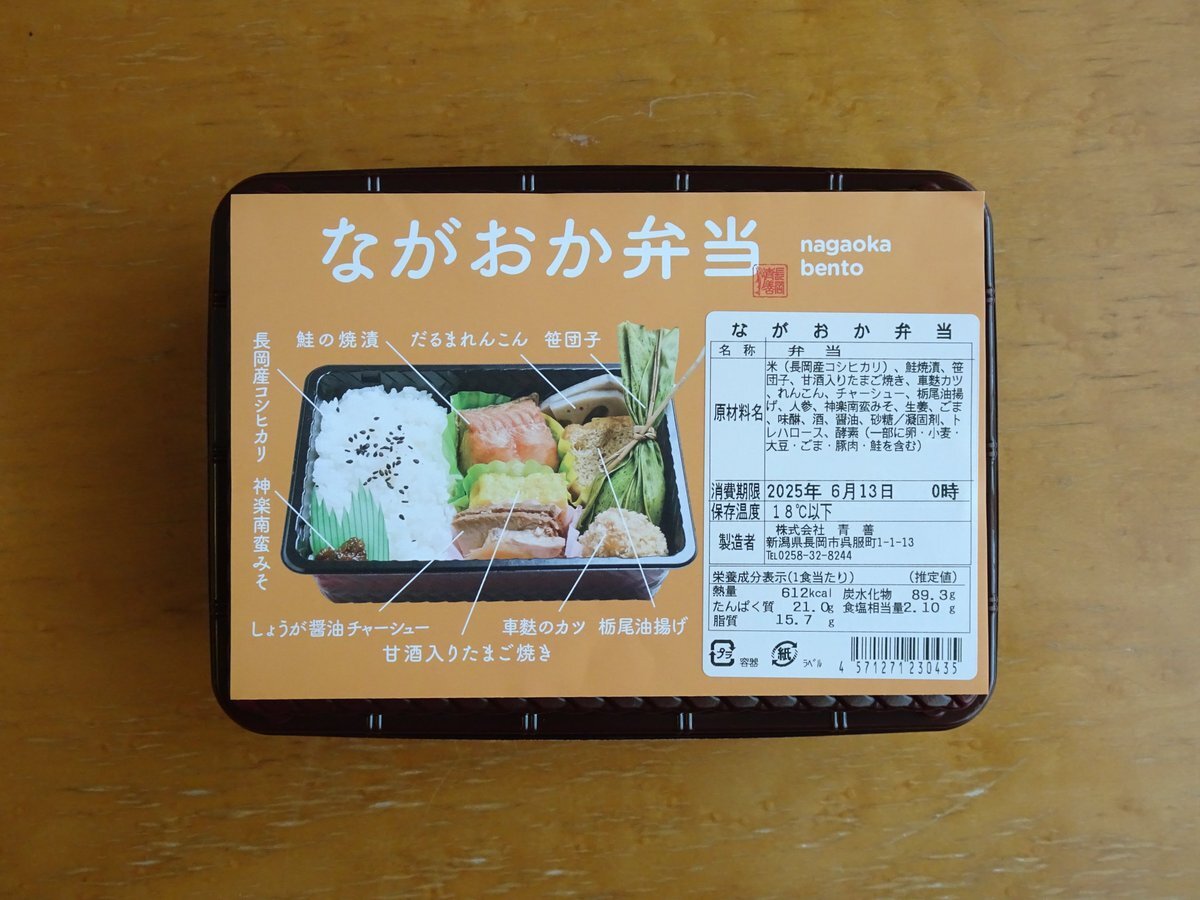 ながおか弁当
nagaoka
bento
長岡
青善
鮭の焼漬
だるまれんこん
笹団子
長岡産コシヒカリ
神楽南蛮みそ
しょうが醤油チャーシュー
甘酒入りたまご焼き
車麩のカツ
栃尾油揚げ
ながおか弁当
名称 弁当
原材料名
米（長岡産コシヒカリ）、鮭焼漬、笹
団子、甘酒入りたまご焼き、車麩カツ
、れんこん、チャーシュー、栃尾油揚
げ、人参、神楽南蛮みそ、生姜、ごま
、味醂、酒、醤油、砂糖／凝固剤、ト
レハロース、酵素（一部に卵・小麦・
大豆・ごま・豚肉・鮭を含む）
消費期限 2025年 6月13日 0時
保存温度 18℃以下
製造者
株式会社 青善
新潟県長岡市呉服町1-1-13
TEL0258-32-8244
栄養成分表示(1食当たり) (推定値)
熱量 612kcal 炭水化物 89.3g
たんぱく質 21.0g 食塩相当量2.10g
脂質 15.7g
プラ 容器 紙 ラベル
4 571271 230435